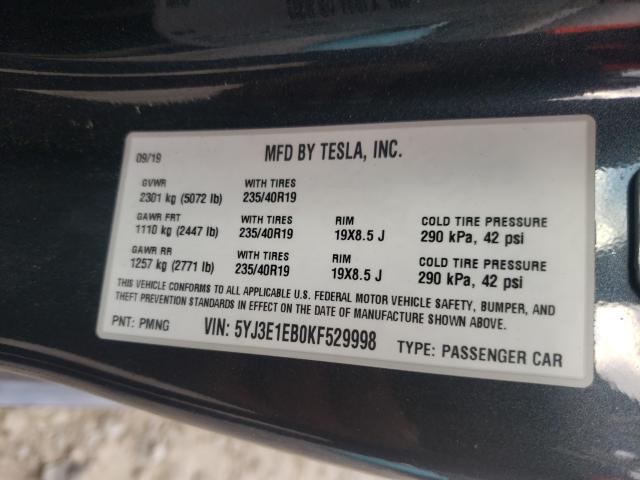 MFD BY TESLA, INC.
09/19
GVWR WITH TIRES
2301 kg (5072 lb) 235/40R19
GAWR FRT WITH TIRES RIM COLD TIRE PRESSURE
1110 kg (2447 lb) 235/40R19 19X8.5 J 290 kPa, 42 psi
GAWR RR WITH TIRES RIM COLD TIRE PRESSURE
1257 kg (2771 lb) 235/40R19 19X8.5 J 290 kPa, 42 psi
THIS VEHICLE CONFORMS TO ALL APPLICABLE U.S. FEDERAL MOTOR VEHICLE SAFETY, BUMPER, AND
THEFT PREVENTION STANDARDS IN EFFECT ON THE DATE OF MANUFACTURE SHOWN ABOVE.
PNT: PMNG VIN: 5YJ3E1EB0KF529998 TYPE: PASSENGER CAR